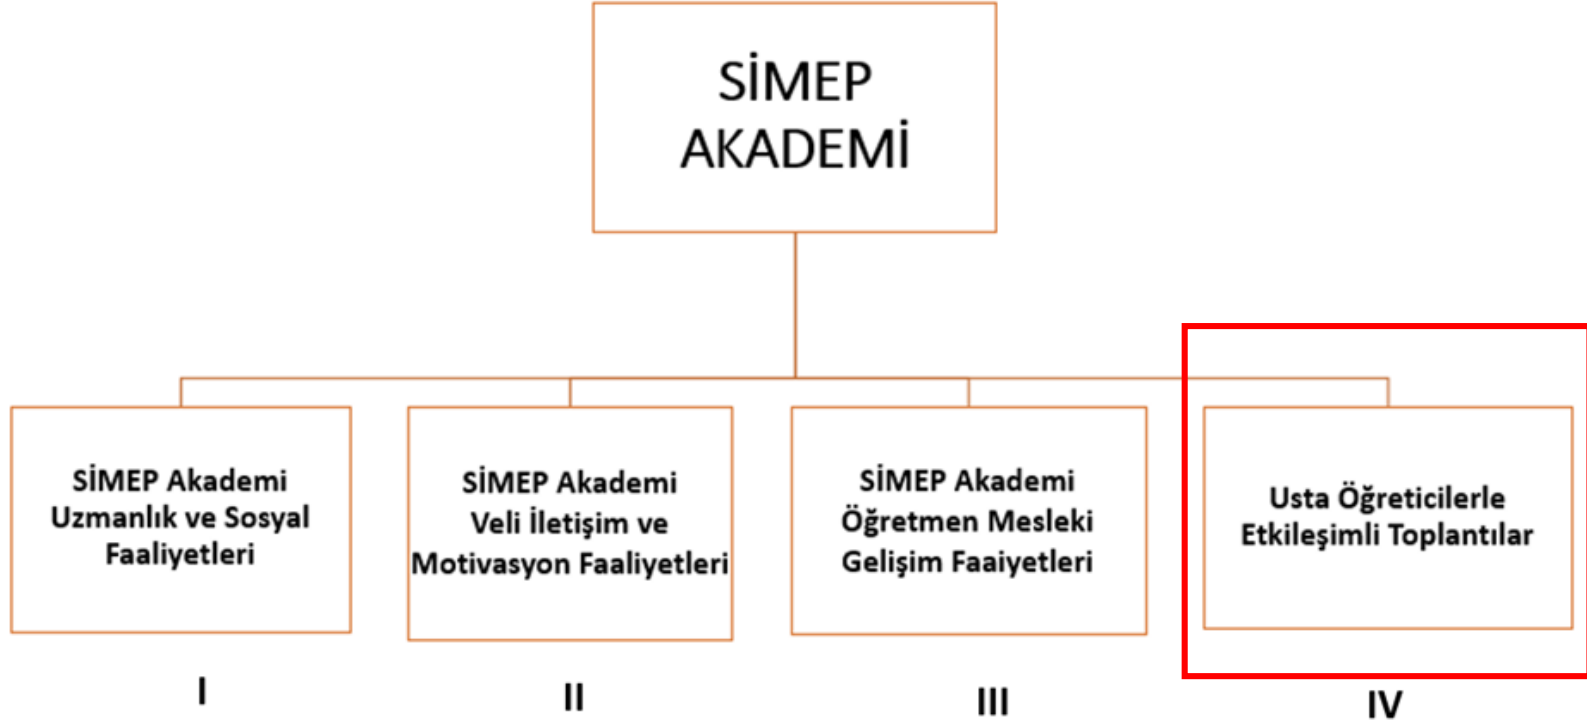 SİMEP
AKADEMİ
SİMEP Akademi
Uzmanlık ve Sosyal
Faaliyetleri
SİMEP Akademi
Veli İletişim ve
Motivasyon Faaliyetleri
SİMEP Akademi
Öğretmen Mesleki
Gelişim Faaiyetleri
Usta Öğreticilerle
Etkileşimli Toplantılar
I
II
III
IV